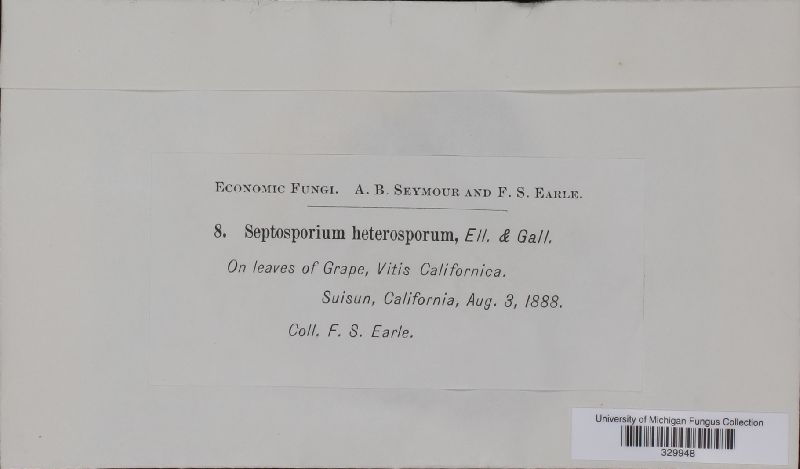 Economic Fungi. A. B. Seymour and F. S. Earle.
8. Septosporium heterosporum, Ell. & Gall.
On leaves of Grape, Vitis Californica.
Suisun, California, Aug. 3, 1888.
Coll. F. S. Earle.
University of Michigan Fungus Collection
329948